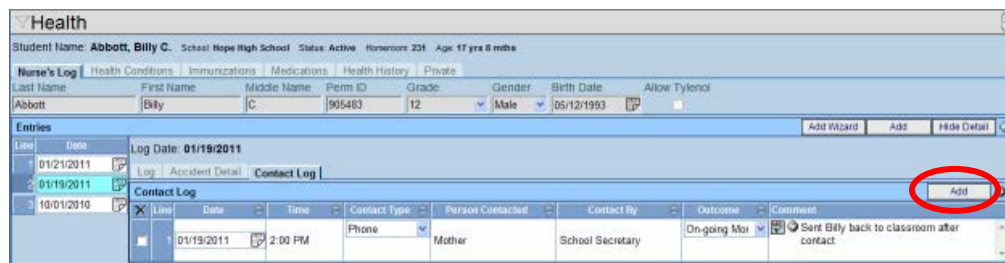 Health
Student Name: Abbott, Billy C. School: Hope High School Status: Active Homeroom: 231 Age: 17 yrs 8 mths
Nurse's Log Health Conditions Immunizations Medications Health History Private
Last Name First Name Middle Name Perm ID Grade Gender Birth Date Allow Tylenol
Abbott Billy C 905483 12 Male 05/12/1993
Entries Add Wizard Add Hide Detail
Line Date Log Date: 01/19/2011
1 01/21/2011
Log Accident Detail Contact Log
2 01/19/2011 Contact Log Add
3 10/01/2010 X Line Date Time Contact Type Person Contacted Contact By Outcome Comment
1 01/19/2011 2:00 PM Phone Mother School Secretary On-going Mor Sent Billy back to classroom after
contact